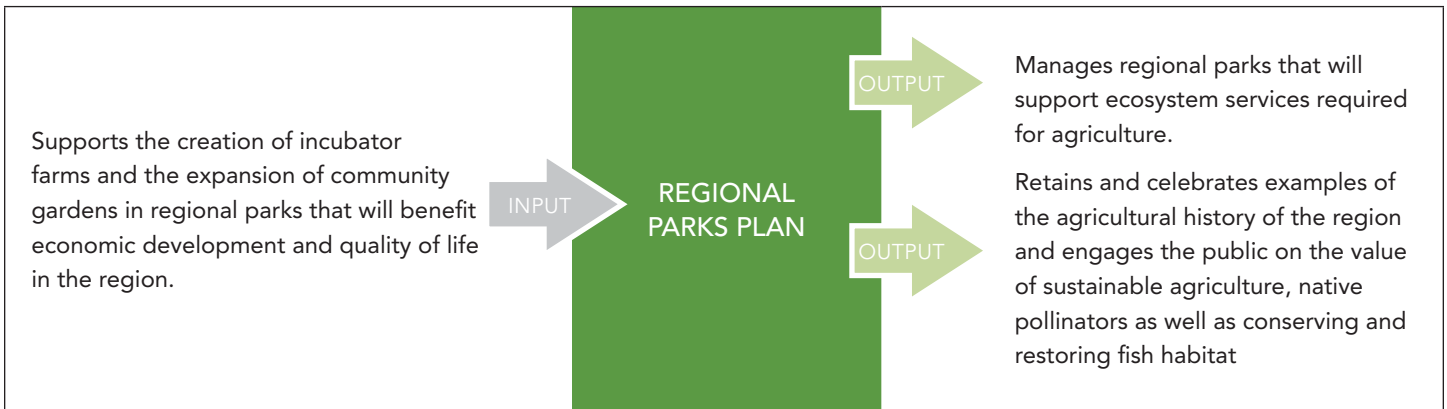 Supports the creation of incubator
farms and the expansion of community
gardens in regional parks that will benefit
economic development and quality of life
in the region.
INPUT
REGIONAL
PARKS PLAN
OUTPUT
Manages regional parks that will
support ecosystem services required
for agriculture.
OUTPUT
Retains and celebrates examples of
the agricultural history of the region
and engages the public on the value
of sustainable agriculture, native
pollinators as well as conserving and
restoring fish habitat